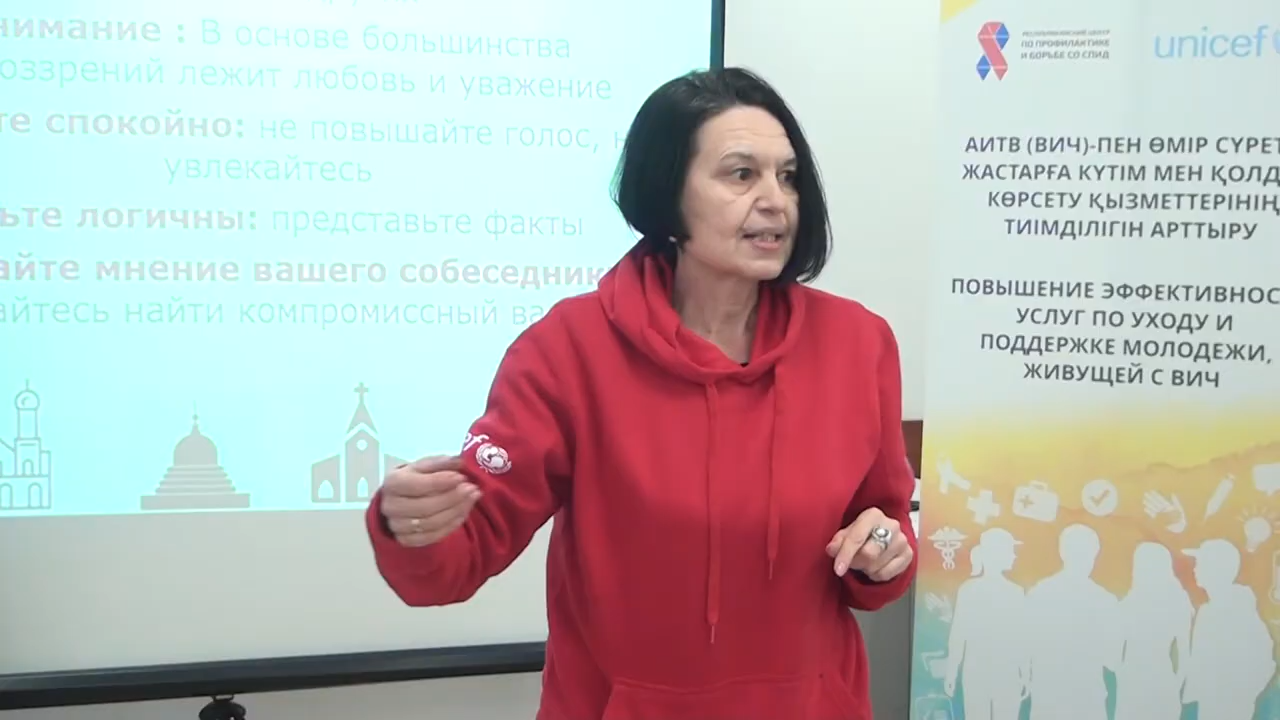 нимание : В основе большинства
оззрений лежит любовь и уважение
те спокойно: не повышайте голос, н
увлекайтесь
ьте логичны: представьте факты
айте мнение вашего собеседник
айтесь найти компромиссный ва
ef
РЕСПУБЛИКАНСКИЙ ЦЕНТР
ПО ПРОФИЛАКТИКЕ
И БОРЬБЕ СО СПИД
unicef
АИТВ (ВИЧ)-ПЕН ӨМІР СҮРЕТ
ЖАСТАРҒА КҮТІМ МЕН ҚОЛД
КӨРСЕТУ ҚЫЗМЕТТЕРІНІҢ
ТИІМДІЛІГІН АРТТЫРУ
ПОВЫШЕНИЕ ЭФФЕКТИВНОС
УСЛУГ ПО УХОДУ И
ПОДДЕРЖКЕ МОЛОДЕЖИ,
ЖИВУЩЕЙ С ВИЧ